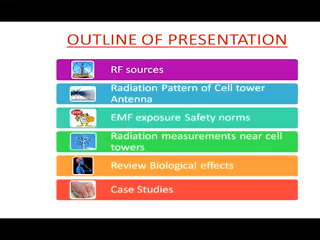 OUTLINE OF PRESENTATION
RF sources
Radiation Pattern of Cell tower
Antenna
EMF exposure Safety norms
Radiation measurements near cell
towers
Review Biological effects
Case Studies